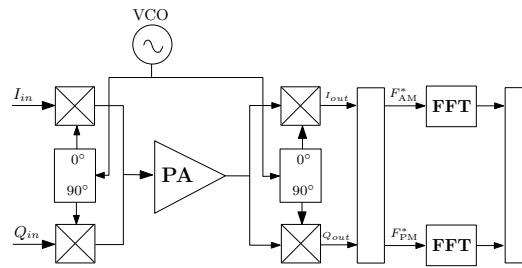 VCO
I_in
I_out
F*_AM
FFT
0°
90°
PA
0°
90°
Q_in
Q_out
F*_PM
FFT